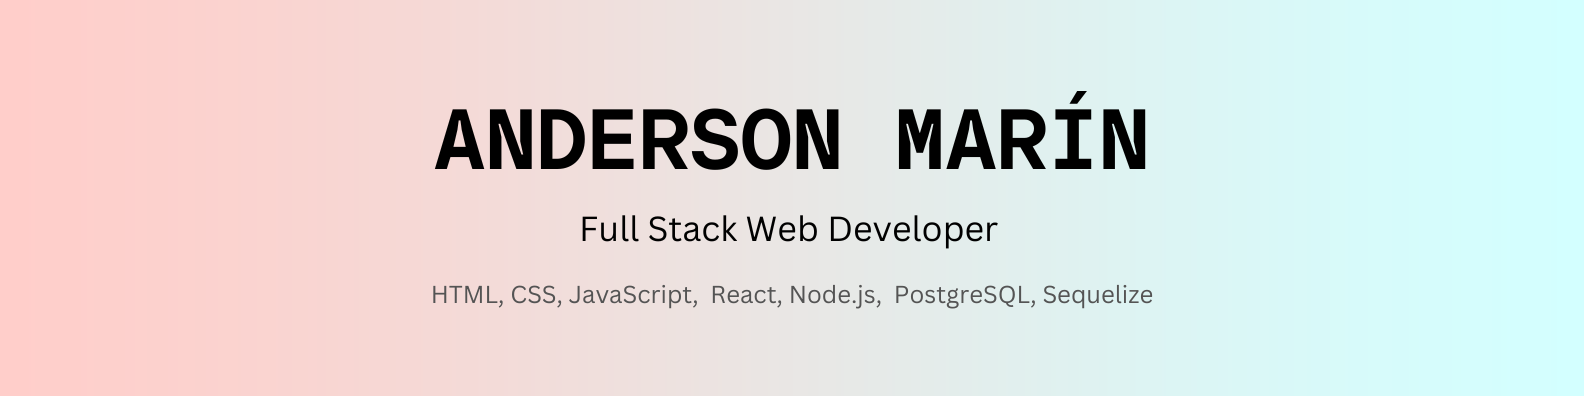 ANDERSON MARÍN
Full Stack Web Developer
HTML, CSS, JavaScript, React, Node.js, PostgreSQL, Sequelize